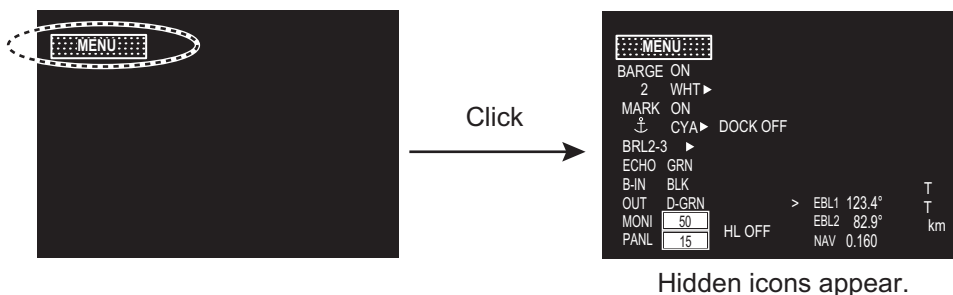 MENU
Click
MENU
BARGE ON
2 WHT▶
MARK ON
CYA▶ DOCK OFF
BRL2-3 ▶
ECHO GRN
B-IN BLK
OUT D-GRN > EBL1 123.4° T
MONI 50 HL OFF EBL2 82.9° T
PANL 15 NAV 0.160 km
Hidden icons appear.